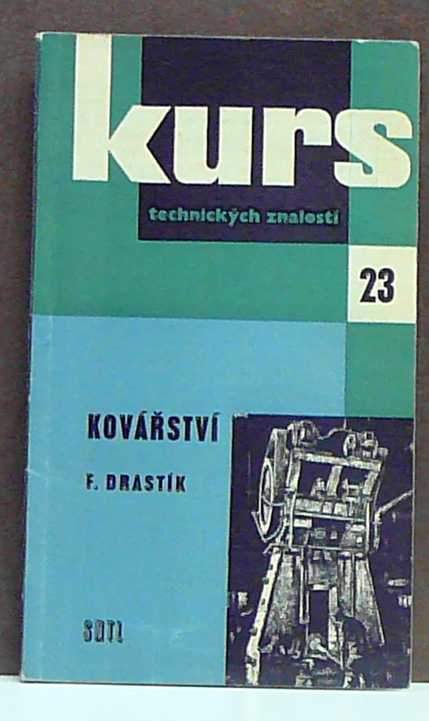 kurs
technických znalostí
23
KOVÁŘSTVÍ
F. DRASTÍK
SNTL